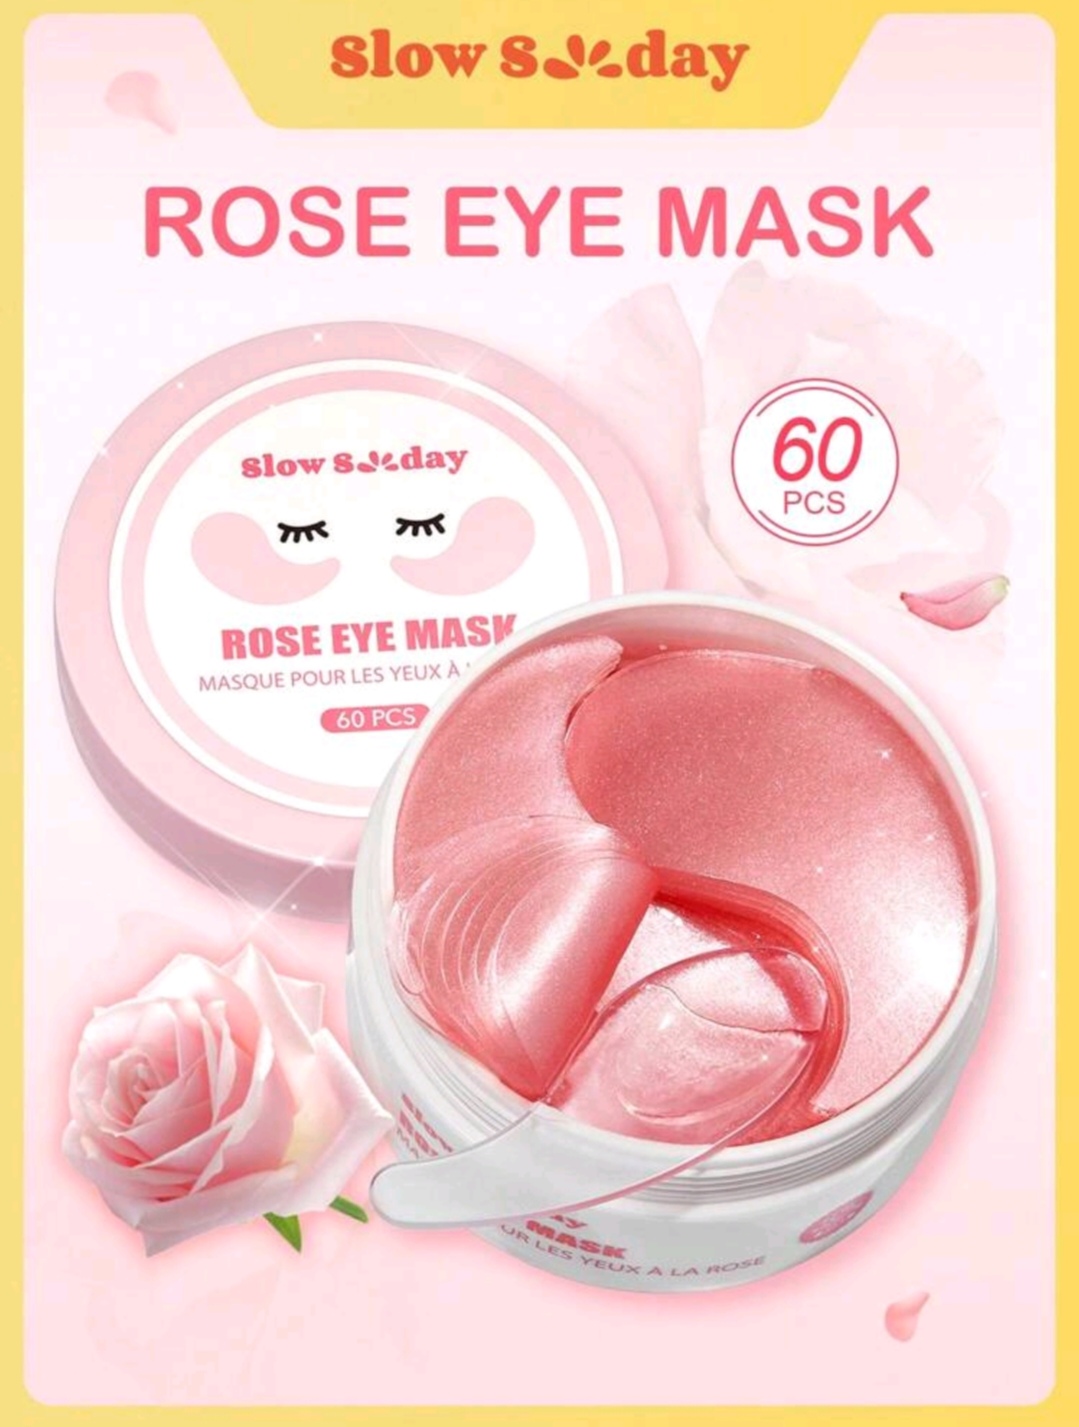 Slow Sunday
ROSE EYE MASK
60
PCS
Slow Sunday
ROSE EYE MASK
MASQUE POUR LES YEUX À
60 PCS
MASK
LES YEUX À LA ROSE